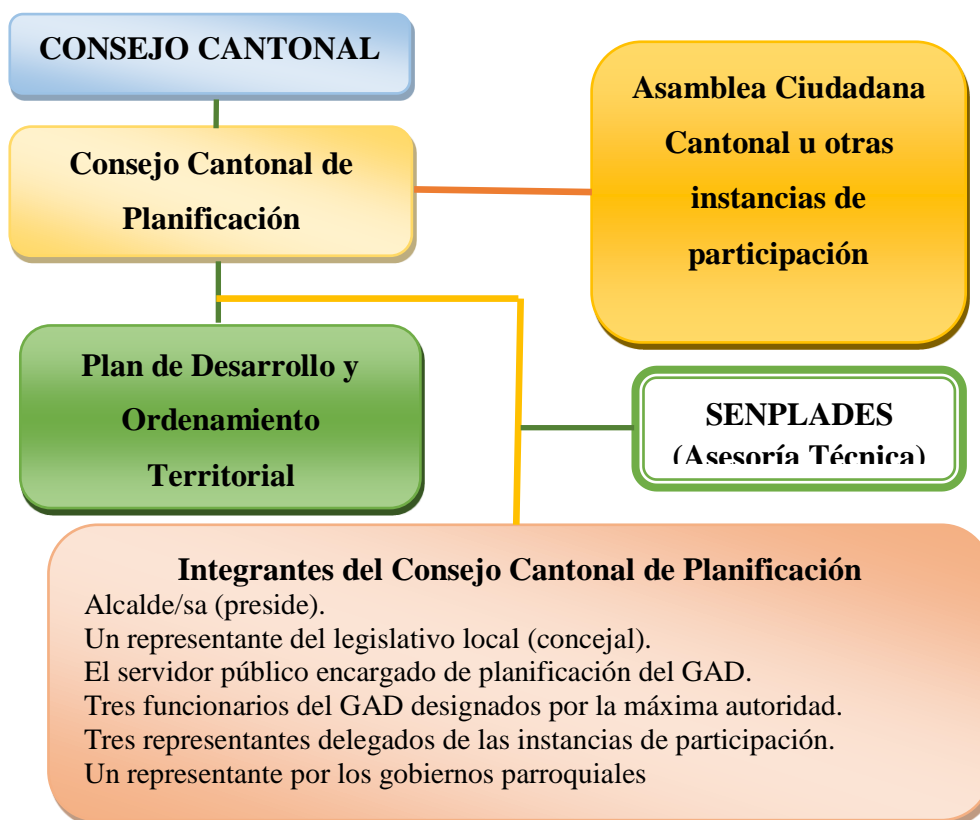 CONSEJO CANTONAL
Consejo Cantonal de
Planificación
Asamblea Ciudadana
Cantonal u otras
instancias de
participación
Plan de Desarrollo y
Ordenamiento
Territorial
SENPLADES
(Asesoría Técnica)
Integrantes del Consejo Cantonal de Planificación
Alcalde/sa (preside).
Un representante del legislativo local (concejal).
El servidor público encargado de planificación del GAD.
Tres funcionarios del GAD designados por la máxima autoridad.
Tres representantes delegados de las instancias de participación.
Un representante por los gobiernos parroquiales